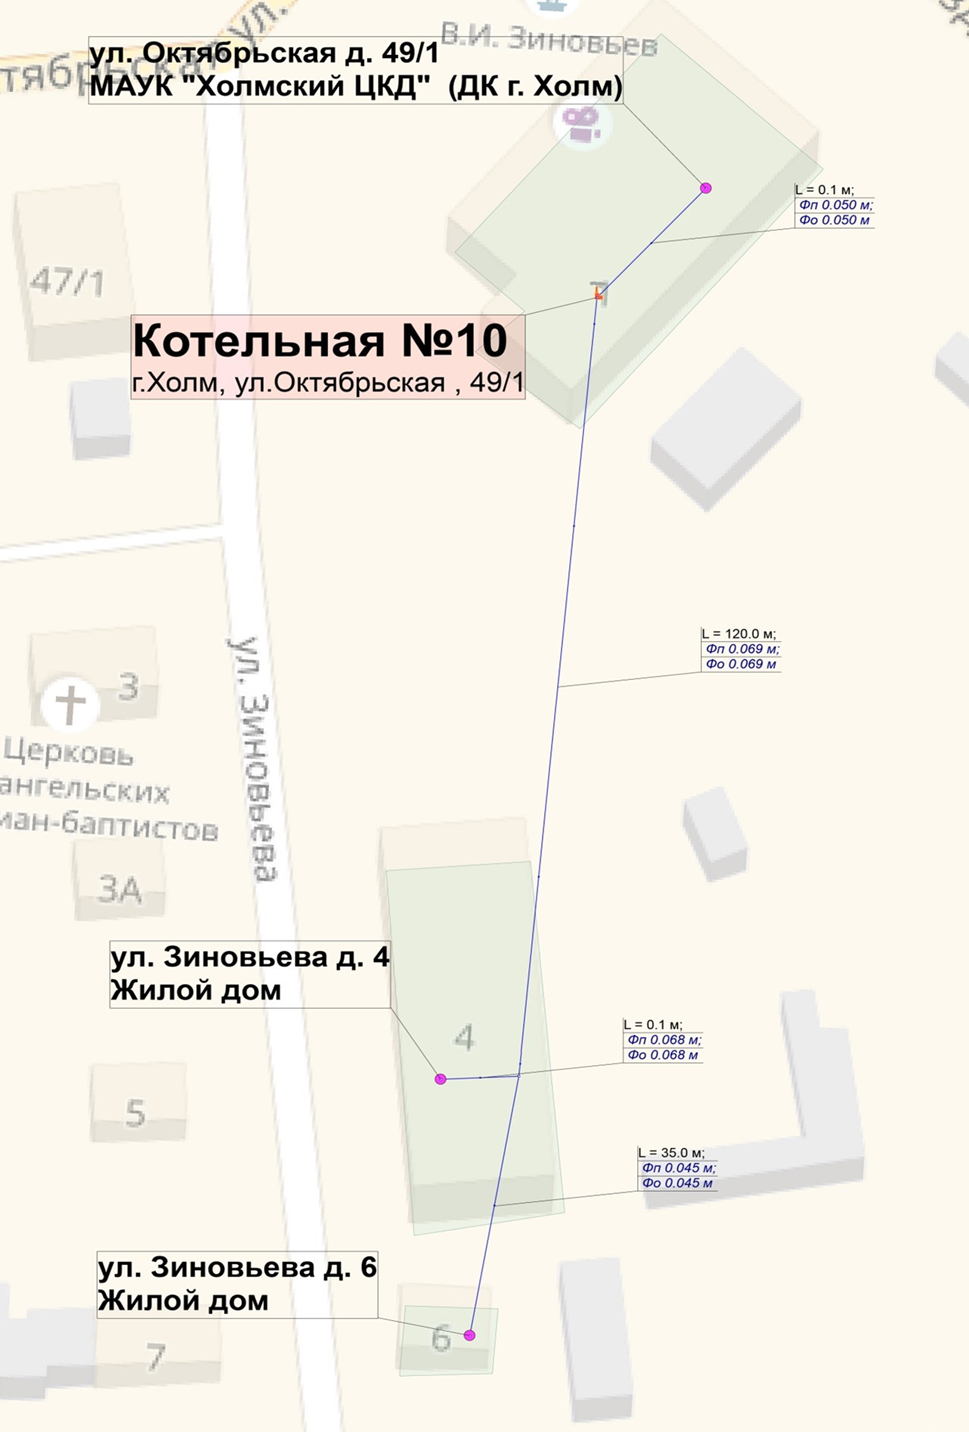 ул.
В.И. Зиновьев
ул. Октябрьская д. 49/1
МАУК "Холмский ЦКД" (ДК г. Холм)
L = 0.1 м;
Фп 0.050 м;
Фо 0.050 м
47/1
Котельная №10
г.Холм, ул.Октябрьская , 49/1
L = 120.0 м;
Фп 0.069 м;
Фо 0.069 м
ул. Зиновьева
3
Церковь
ангельских
иан-баптистов
3А
ул. Зиновьева д. 4
Жилой дом
4
L = 0.1 м;
Фп 0.068 м;
Фо 0.068 м
5
L = 35.0 м;
Фп 0.045 м;
Фо 0.045 м
ул. Зиновьева д. 6
Жилой дом
6
7